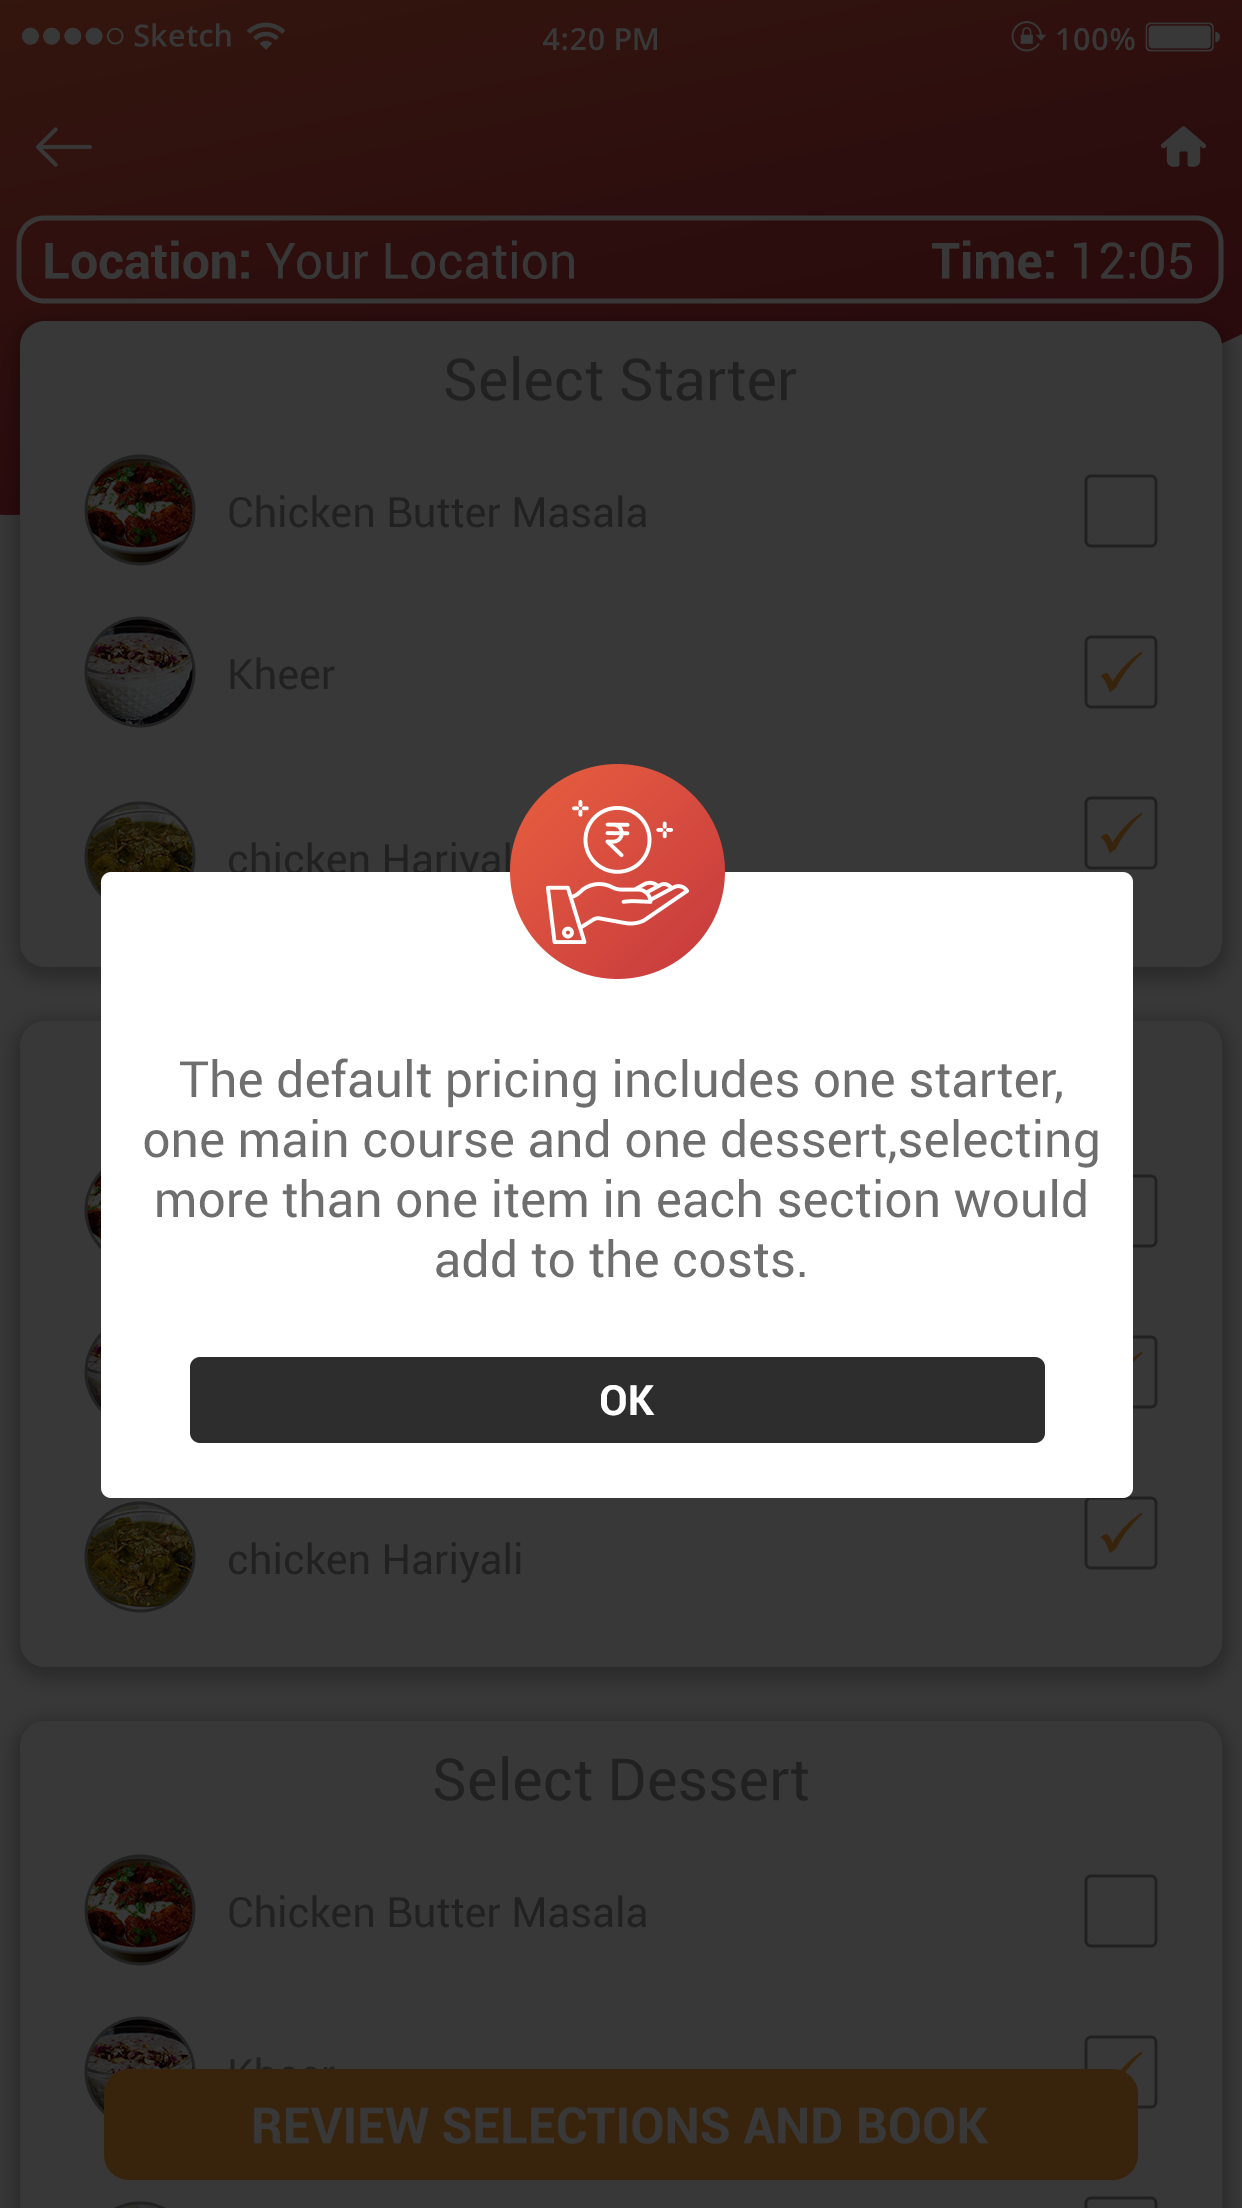 Sketch 4:20 PM 100%
Location: Your Location Time: 12:05
Select Starter
Chicken Butter Masala
Kheer
chicken Hariyali
The default pricing includes one starter,
one main course and one dessert,selecting
more than one item in each section would
add to the costs.
OK
chicken Hariyali
Select Dessert
Chicken Butter Masala
Kheer
REVIEW SELECTIONS AND BOOK